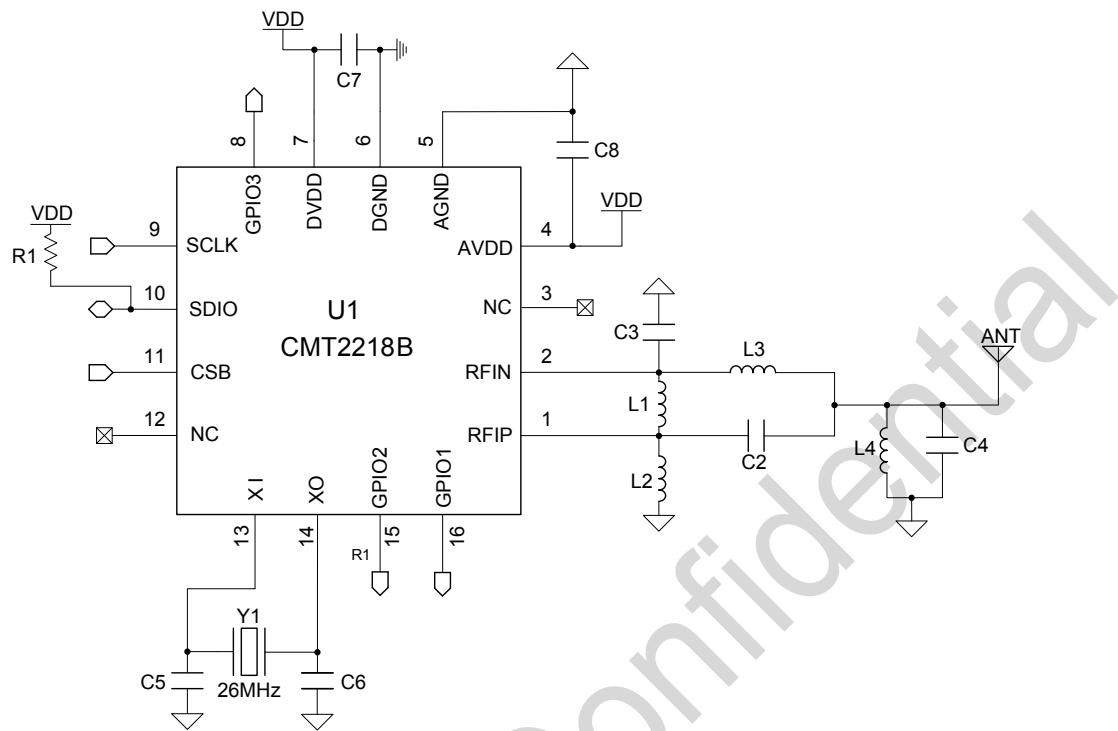 VDD
C7
8
7
6
5
C8
GPIO3
DVDD
DGND
AGND
VDD
VDD
R1
9
SCLK
AVDD
4
10
SDIO
U1
NC
3
CMT2218B
C3
ANT
11
CSB
RFIN
2
L3
L1
12
NC
RFIP
1
C2
L4
C4
L2
XI
XO
GPIO2
GPIO1
13
14
R1
15
16
Y1
C5
26MHz
C6
Confidential